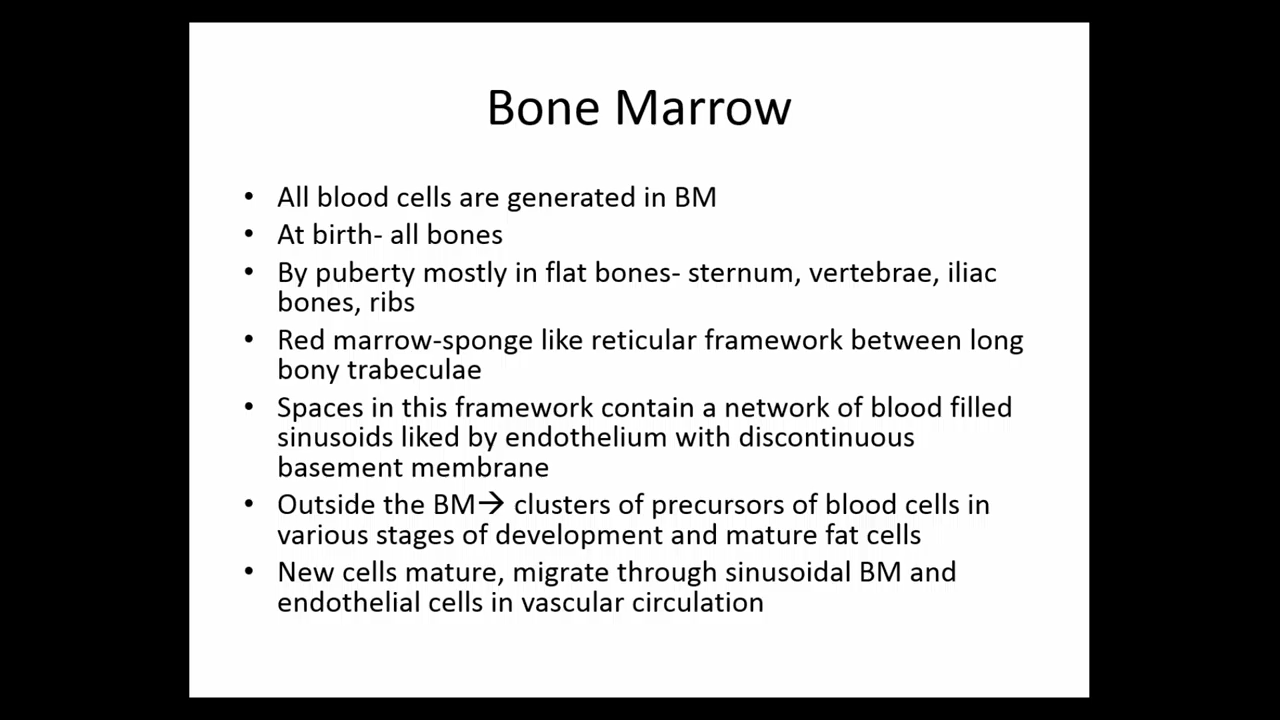 Bone Marrow
• All blood cells are generated in BM
• At birth- all bones
• By puberty mostly in flat bones- sternum, vertebrae, iliac
bones, ribs
• Red marrow-sponge like reticular framework between long
bony trabeculae
• Spaces in this framework contain a network of blood filled
sinusoids liked by endothelium with discontinuous
basement membrane
• Outside the BM→ clusters of precursors of blood cells in
various stages of development and mature fat cells
• New cells mature, migrate through sinusoidal BM and
endothelial cells in vascular circulation